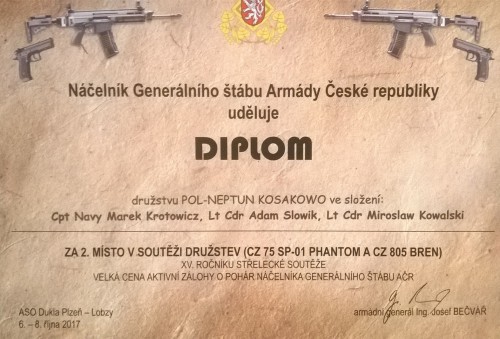 Náčelník Generálního štábu Armády České republiky
uděluje
DIPLOM
družstvu POL-NEPTUN KOSAKOWO ve složení:
Cpt Navy Marek Krotowicz, Lt Cdr Adam Slowik, Lt Cdr Miroslaw Kowalski
ZA 2. MÍSTO V SOUTĚŽI DRUŽSTEV (CZ 75 SP-01 PHANTOM A CZ 805 BREN)
XV. ROČNÍKU STŘELECKÉ SOUTĚŽE
VELKÁ CENA AKTIVNÍ ZÁLOHY O POHÁR NÁČELNÍKA GENERÁLNÍHO ŠTÁBU AČR
ASO Dukla Plzeň – Lobzy
6. – 8. října 2017
armádní generál Ing. Josef BEČVÁŘ